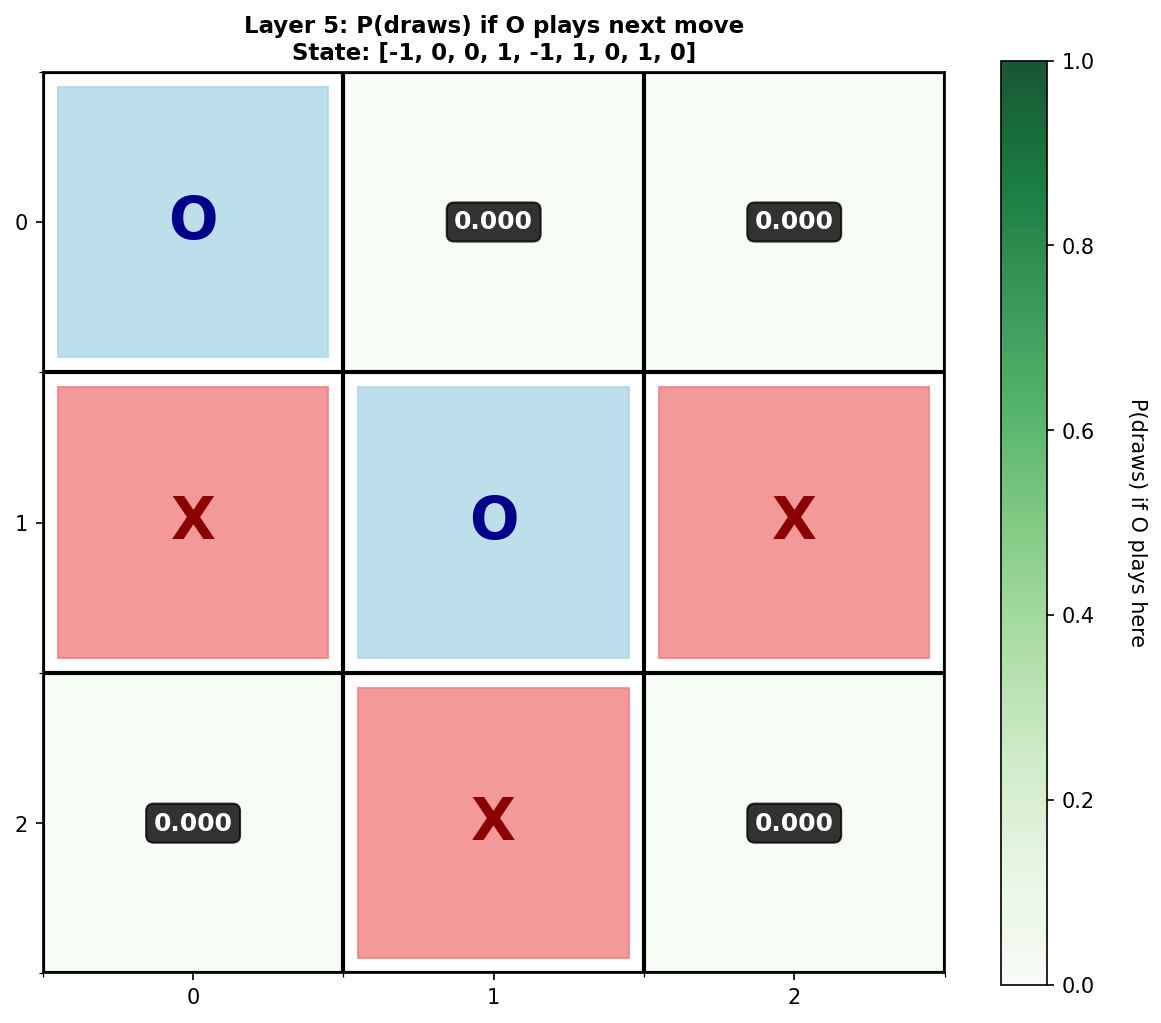 Layer 5: P(draws) if O plays next move
State: [-1, 0, 0, 1, -1, 1, 0, 1, 0]
0
O
0.000
0.000
1
X
O
X
2
0.000
X
0.000
0
1
2
1.0
0.8
0.6
0.4
0.2
0.0
P(draws) if O plays here